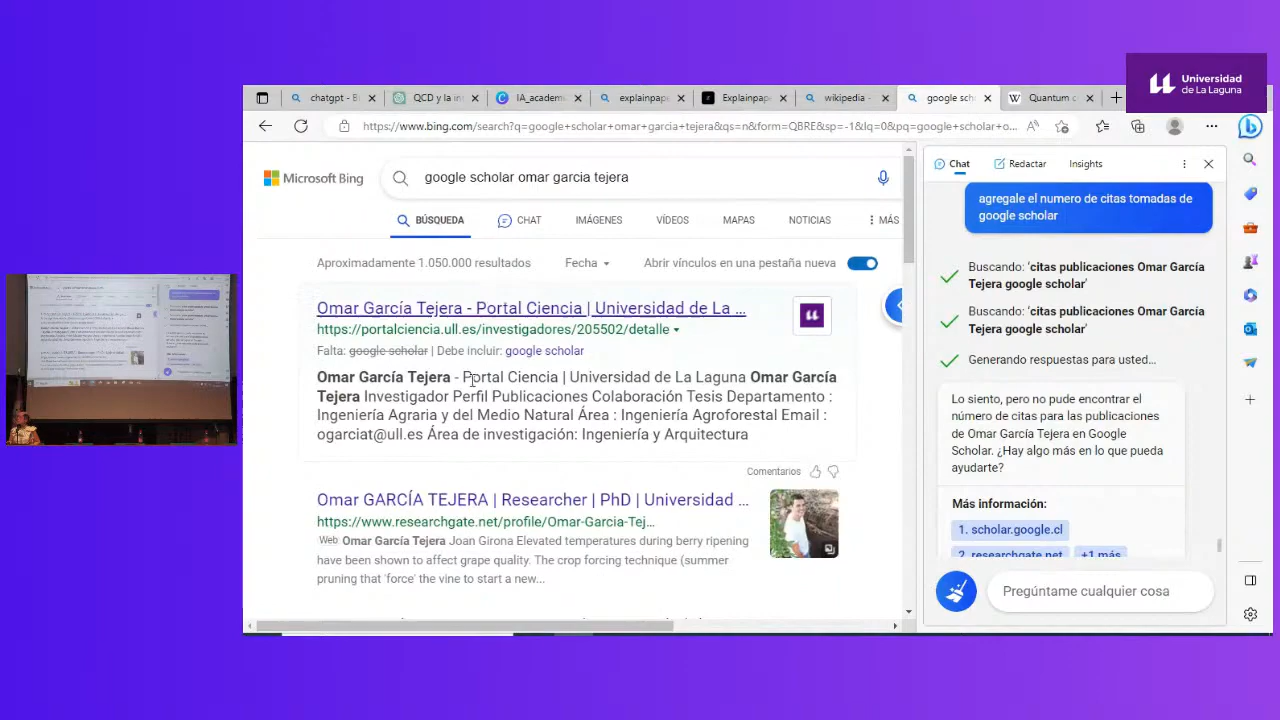 Universidad
de La Laguna
chatgpt - Bi
QCD y la in
IA_academi
explainpape
Explainpape
wikipedia -
google scho
Quantum c
https://www.bing.com/search?q=google+scholar+omar+garcia+tejera&qs=n&form=QBRE&sp=-1&lq=0&pq=google+scholar+o...
Microsoft Bing
google scholar omar garcia tejera
BÚSQUEDA
CHAT
IMÁGENES
VÍDEOS
MAPAS
NOTICIAS
MÁS
Aproximadamente 1.050.000 resultados
Fecha
Abrir vínculos en una pestaña nueva
Omar García Tejera - Portal Ciencia | Universidad de La ...
https://portalciencia.ull.es/investigadores/205502/detalle
Falta: google scholar | Debe incluir: google scholar
Omar García Tejera - Portal Ciencia | Universidad de La Laguna Omar García
Tejera Investigador Perfil Publicaciones Colaboración Tesis Departamento :
Ingeniería Agraria y del Medio Natural Área : Ingeniería Agroforestal Email :
ogarciat@ull.es Área de investigación: Ingeniería y Arquitectura
Comentarios
Omar GARCÍA TEJERA | Researcher | PhD | Universidad ...
https://www.researchgate.net/profile/Omar-Garcia-Tej...
Web Omar García Tejera Joan Girona Elevated temperatures during berry ripening
have been shown to affect grape quality. The crop forcing technique (summer
pruning that 'force' the vine to start a new...
Chat
Redactar
Insights
agregale el numero de citas tomadas de
google scholar
Buscando: 'citas publicaciones Omar García
Tejera google scholar'
Buscando: 'citas publicaciones Omar García
Tejera google scholar'
Generando respuestas para usted...
Lo siento, pero no pude encontrar el
número de citas para las publicaciones
de Omar García Tejera en Google
Scholar. ¿Hay algo más en lo que pueda
ayudarte?
Más información:
1. scholar.google.cl
2. researchgate.net
+1 más
Pregúntame cualquier cosa